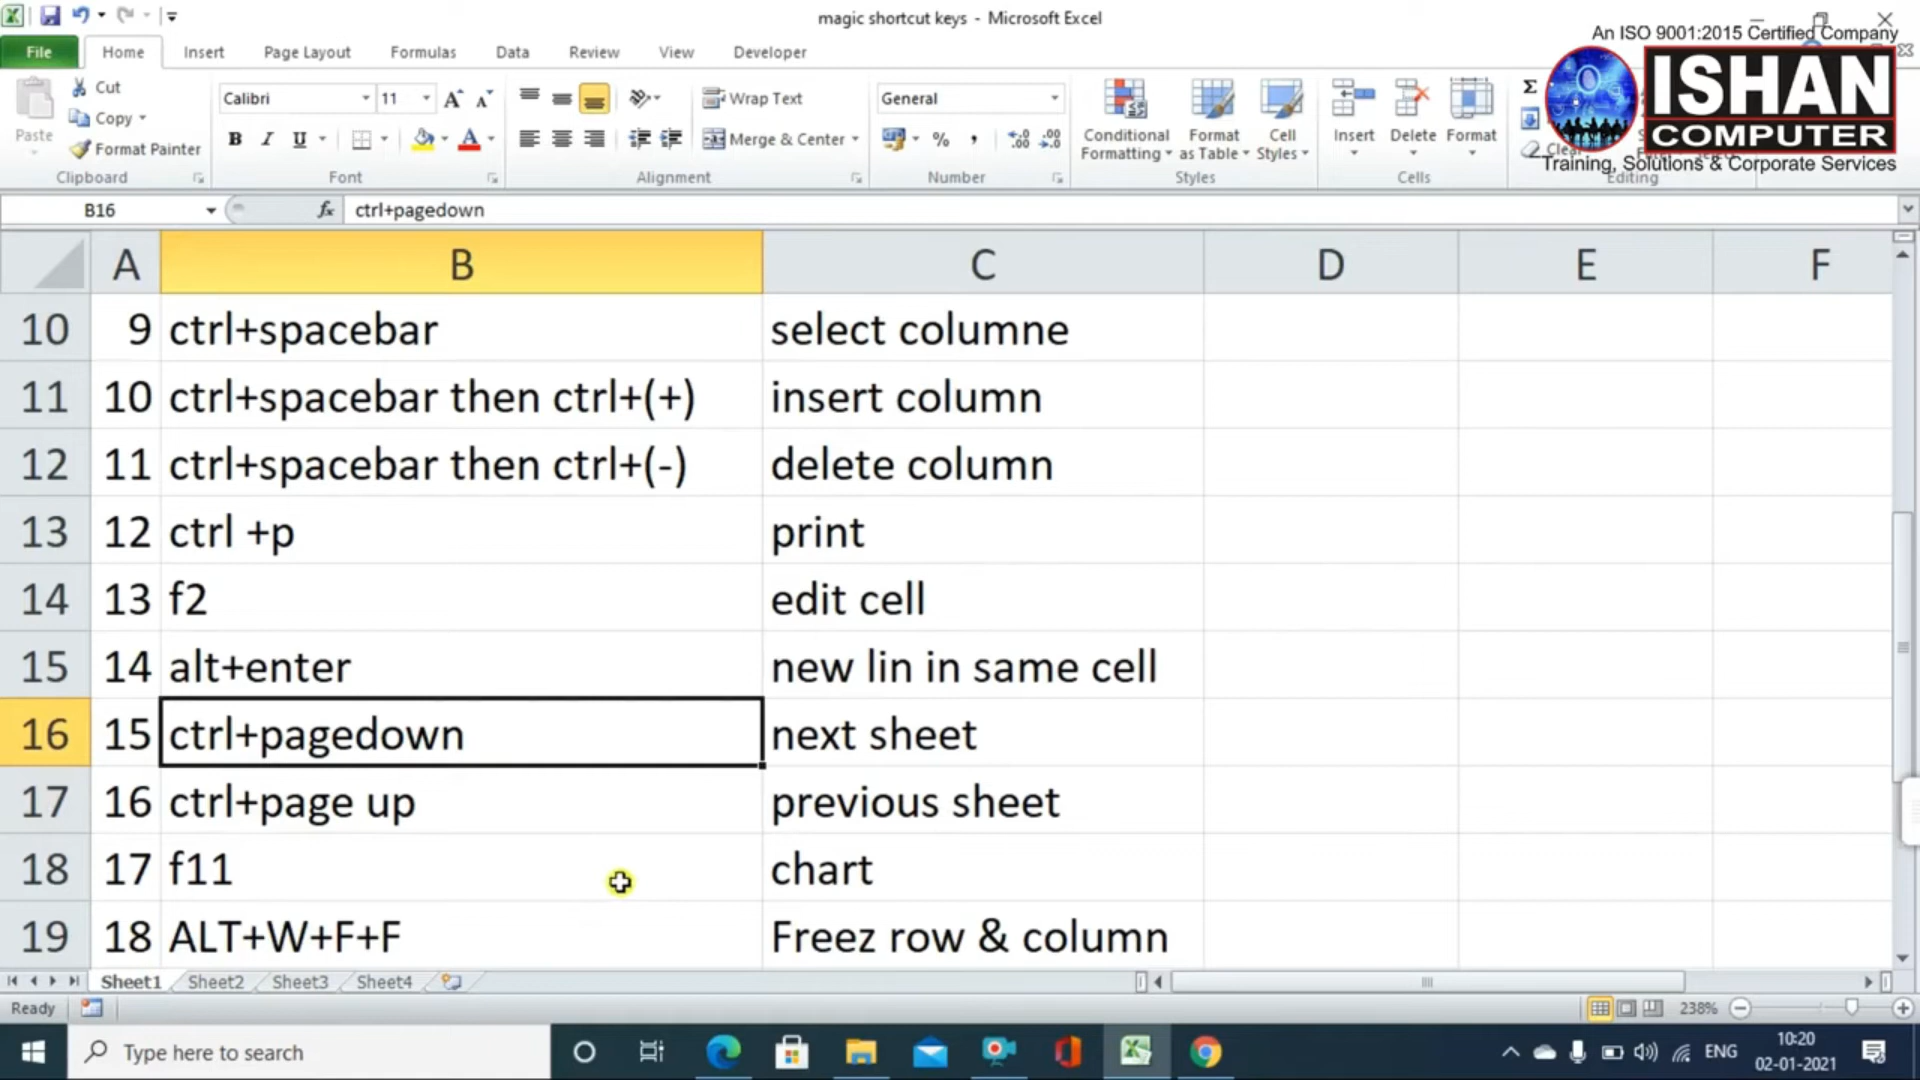 magic shortcut keys - Microsoft Excel
An ISO 9001:2015 Certified Company
ISHAN
COMPUTER
Training, Solutions & Corporate Services
File Home Insert Page Layout Formulas Data Review View Developer
Paste Cut Copy Format Painter
Calibri 11
B I U
Wrap Text
Merge & Center
General
% ,
Conditional Formatting Format as Table Cell Styles
Insert Delete Format
Σ
Clear
Clipboard Font Alignment Number Styles Cells Editing
B16 fx ctrl+pagedown
A B C D E F
10 9 ctrl+spacebar select columne
11 10 ctrl+spacebar then ctrl+(+) insert column
12 11 ctrl+spacebar then ctrl+(-) delete column
13 12 ctrl +p print
14 13 f2 edit cell
15 14 alt+enter new lin in same cell
16 15 ctrl+pagedown next sheet
17 16 ctrl+page up previous sheet
18 17 f11 chart
19 18 ALT+W+F+F Freez row & column
Sheet1 Sheet2 Sheet3 Sheet4
Ready 238%
Type here to search ENG 10:20
02-01-2021